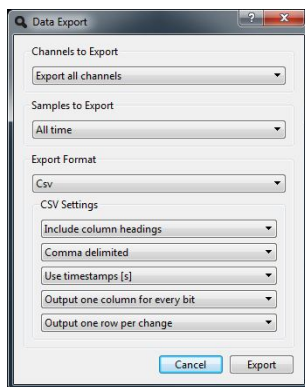 Data Export
Channels to Export
Export all channels
Samples to Export
All time
Export Format
Csv
CSV Settings
Include column headings
Comma delimited
Use timestamps [s]
Output one column for every bit
Output one row per change
Cancel Export